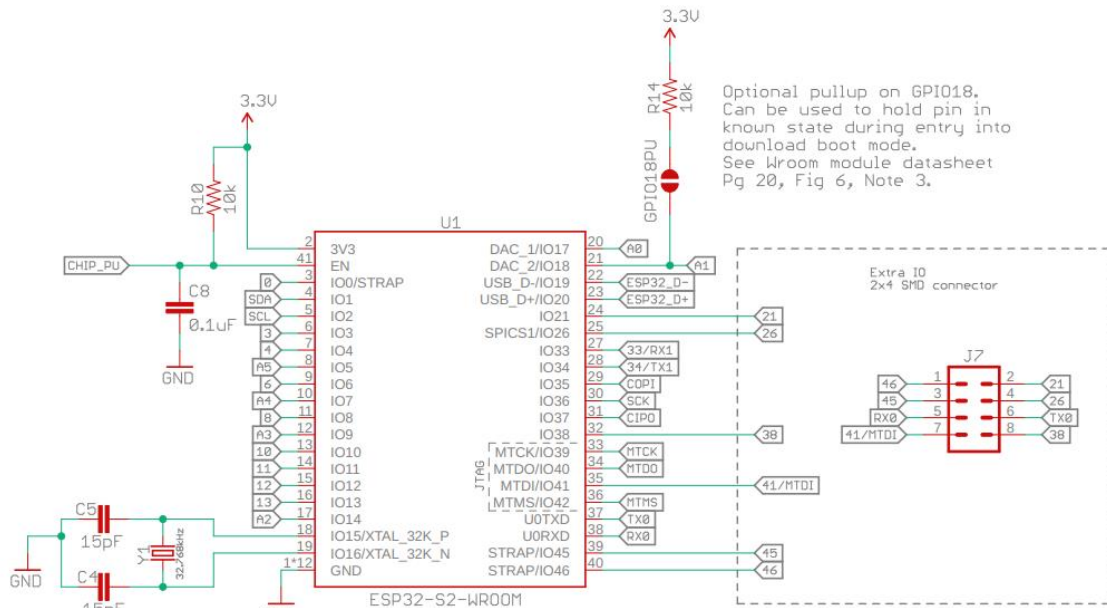 3.3V
R14
10k
Optional pullup on GPIO18.
Can be used to hold pin in
known state during entry into
download boot mode.
See Wroom module datasheet
Pg 20, Fig 6, Note 3.
GPIO18PU
3.3V
R10
10k
CHIP_PU
C8
0.1uF
GND
U1
2 3V3
41 EN
0 3 IO0/STRAP
SDA 4 IO1
SCL 5 IO2
3 6 IO3
4 7 IO4
A5 8 IO5
6 9 IO6
A4 10 IO7
8 11 IO8
A3 12 IO9
10 13 IO10
11 14 IO11
12 15 IO12
13 16 IO13
A2 17 IO14
18 IO15/XTAL_32K_P
19 IO16/XTAL_32K_N
1*12 GND
DAC_1/IO17 20 A0
DAC_2/IO18 21 A1
USB_D-/IO19 22 ESP32_D-
USB_D+/IO20 23 ESP32_D+
IO21 24 21
SPICS1/IO26 25 26
IO33 27 33/RX1
IO34 28 34/TX1
IO35 29 COPI
IO36 30 SCK
IO37 31 CIPO
IO38 32 38
JTAG
MTCK/IO39 33 MTCK
MTDO/IO40 34 MTDO
MTDI/IO41 35 41/MTDI
MTMS/IO42 36 MTMS
U0TXD 37 TX0
U0RXD 38 RX0
STRAP/IO45 39 45
STRAP/IO46 40 46
ESP32-S2-WROOM
C5
15pF
Y1
32.768kHz
GND
C4
15pF
Extra IO
2x4 SMD connector
J7
46 1 2 21
45 3 4 26
RX0 5 6 TX0
41/MTDI 7 8 38